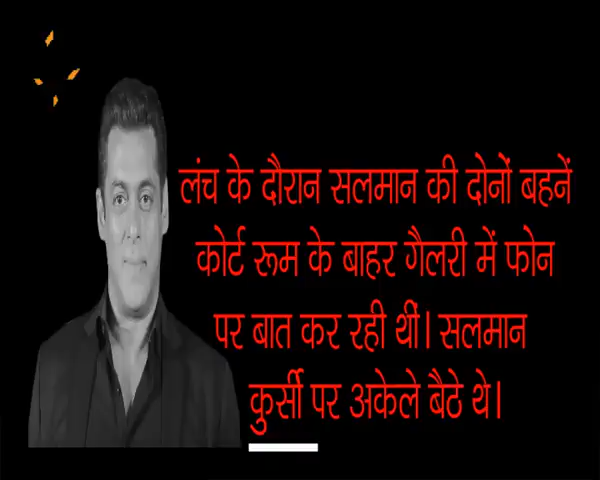 लंच के दौरान सलमान की दोनों बहनें
कोर्ट रूम के बाहर गैलरी में फोन
पर बात कर रही थीं। सलमान
कुर्सी पर अकेले बैठे थे।